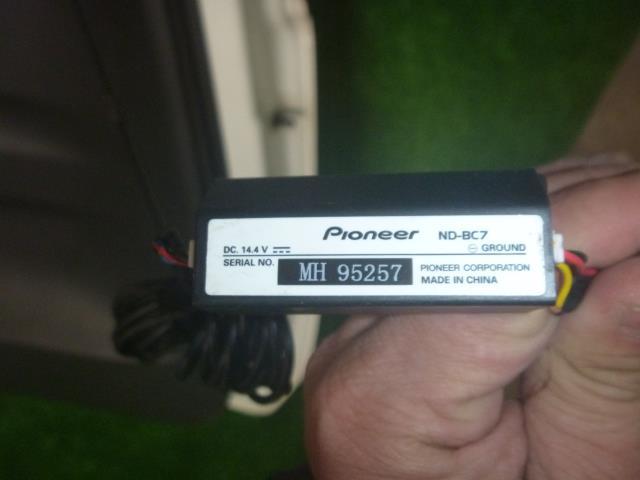 Pioneer ND-BC7
DC. 14.4 V ⎓ ⊖ GROUND
SERIAL NO. MH 95257 PIONEER CORPORATION
MADE IN CHINA